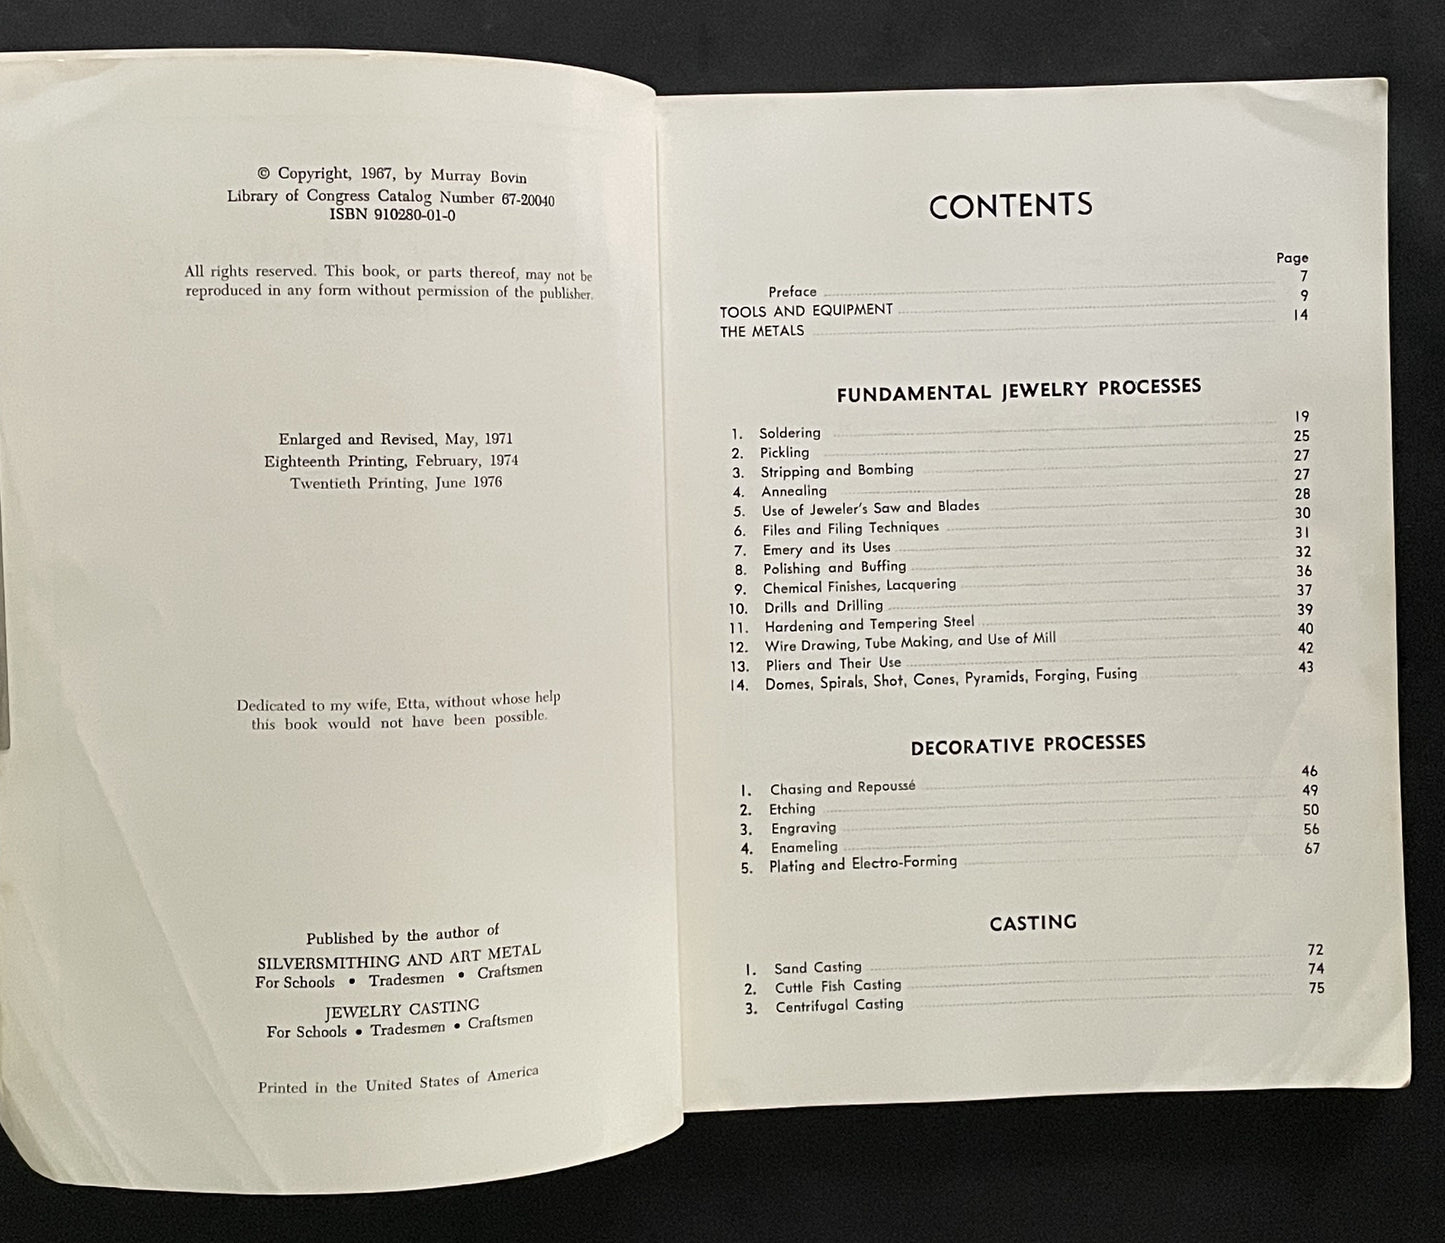 © Copyright, 1967, by Murray Bovin
Library of Congress Catalog Number 67-20040
ISBN 910280-01-0
All rights reserved. This book, or parts thereof, may not be
reproduced in any form without permission of the publisher.
Enlarged and Revised, May, 1971
Eighteenth Printing, February, 1974
Twentieth Printing, June 1976
Dedicated to my wife, Etta, without whose help
this book would not have been possible.
Published by the author of
SILVERSMITHING AND ART METAL
For Schools • Tradesmen • Craftsmen
JEWELRY CASTING
For Schools • Tradesmen • Craftsmen
Printed in the United States of America
CONTENTS
Page
Preface 7
TOOLS AND EQUIPMENT 9
THE METALS 14
FUNDAMENTAL JEWELRY PROCESSES
1. Soldering 19
2. Pickling 25
3. Stripping and Bombing 27
4. Annealing 27
5. Use of Jeweler's Saw and Blades 28
6. Files and Filing Techniques 30
7. Emery and its Uses 31
8. Polishing and Buffing 32
9. Chemical Finishes, Lacquering 36
10. Drills and Drilling 37
11. Hardening and Tempering Steel 39
12. Wire Drawing, Tube Making, and Use of Mill 40
13. Pliers and Their Use 42
14. Domes, Spirals, Shot, Cones, Pyramids, Forging, Fusing 43
DECORATIVE PROCESSES
1. Chasing and Repoussé 46
2. Etching 49
3. Engraving 50
4. Enameling 56
5. Plating and Electro-Forming 67
CASTING
1. Sand Casting 72
2. Cuttle Fish Casting 74
3. Centrifugal Casting 75